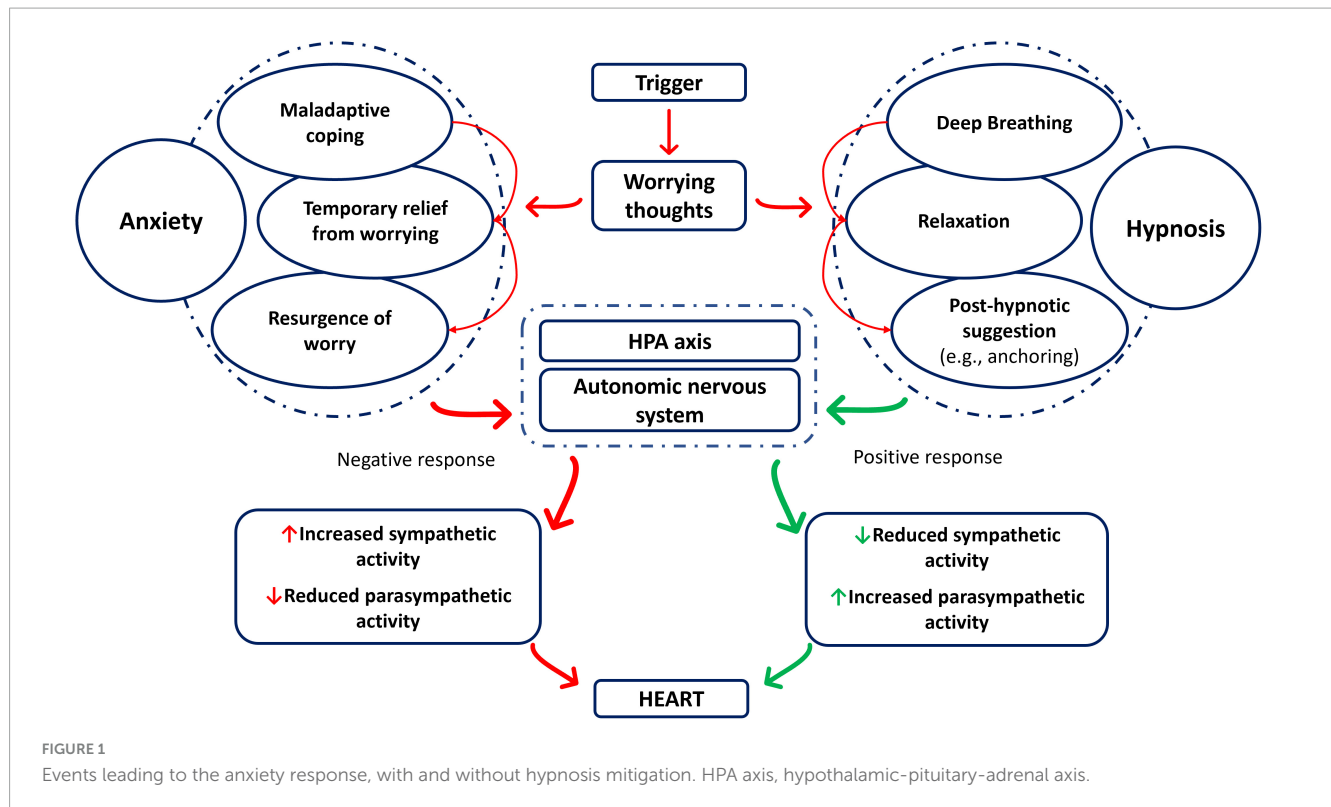 Trigger
Worrying
thoughts
Anxiety
Maladaptive
coping
Temporary relief
from worrying
Resurgence of
worry
Deep Breathing
Relaxation
Post-hypnotic
suggestion
(e.g., anchoring)
Hypnosis
HPA axis
Autonomic nervous
system
Negative response
Positive response
↑Increased sympathetic
activity
↓Reduced parasympathetic
activity
↓Reduced sympathetic
activity
↑Increased parasympathetic
activity
HEART
FIGURE 1
Events leading to the anxiety response, with and without hypnosis mitigation. HPA axis, hypothalamic-pituitary-adrenal axis.